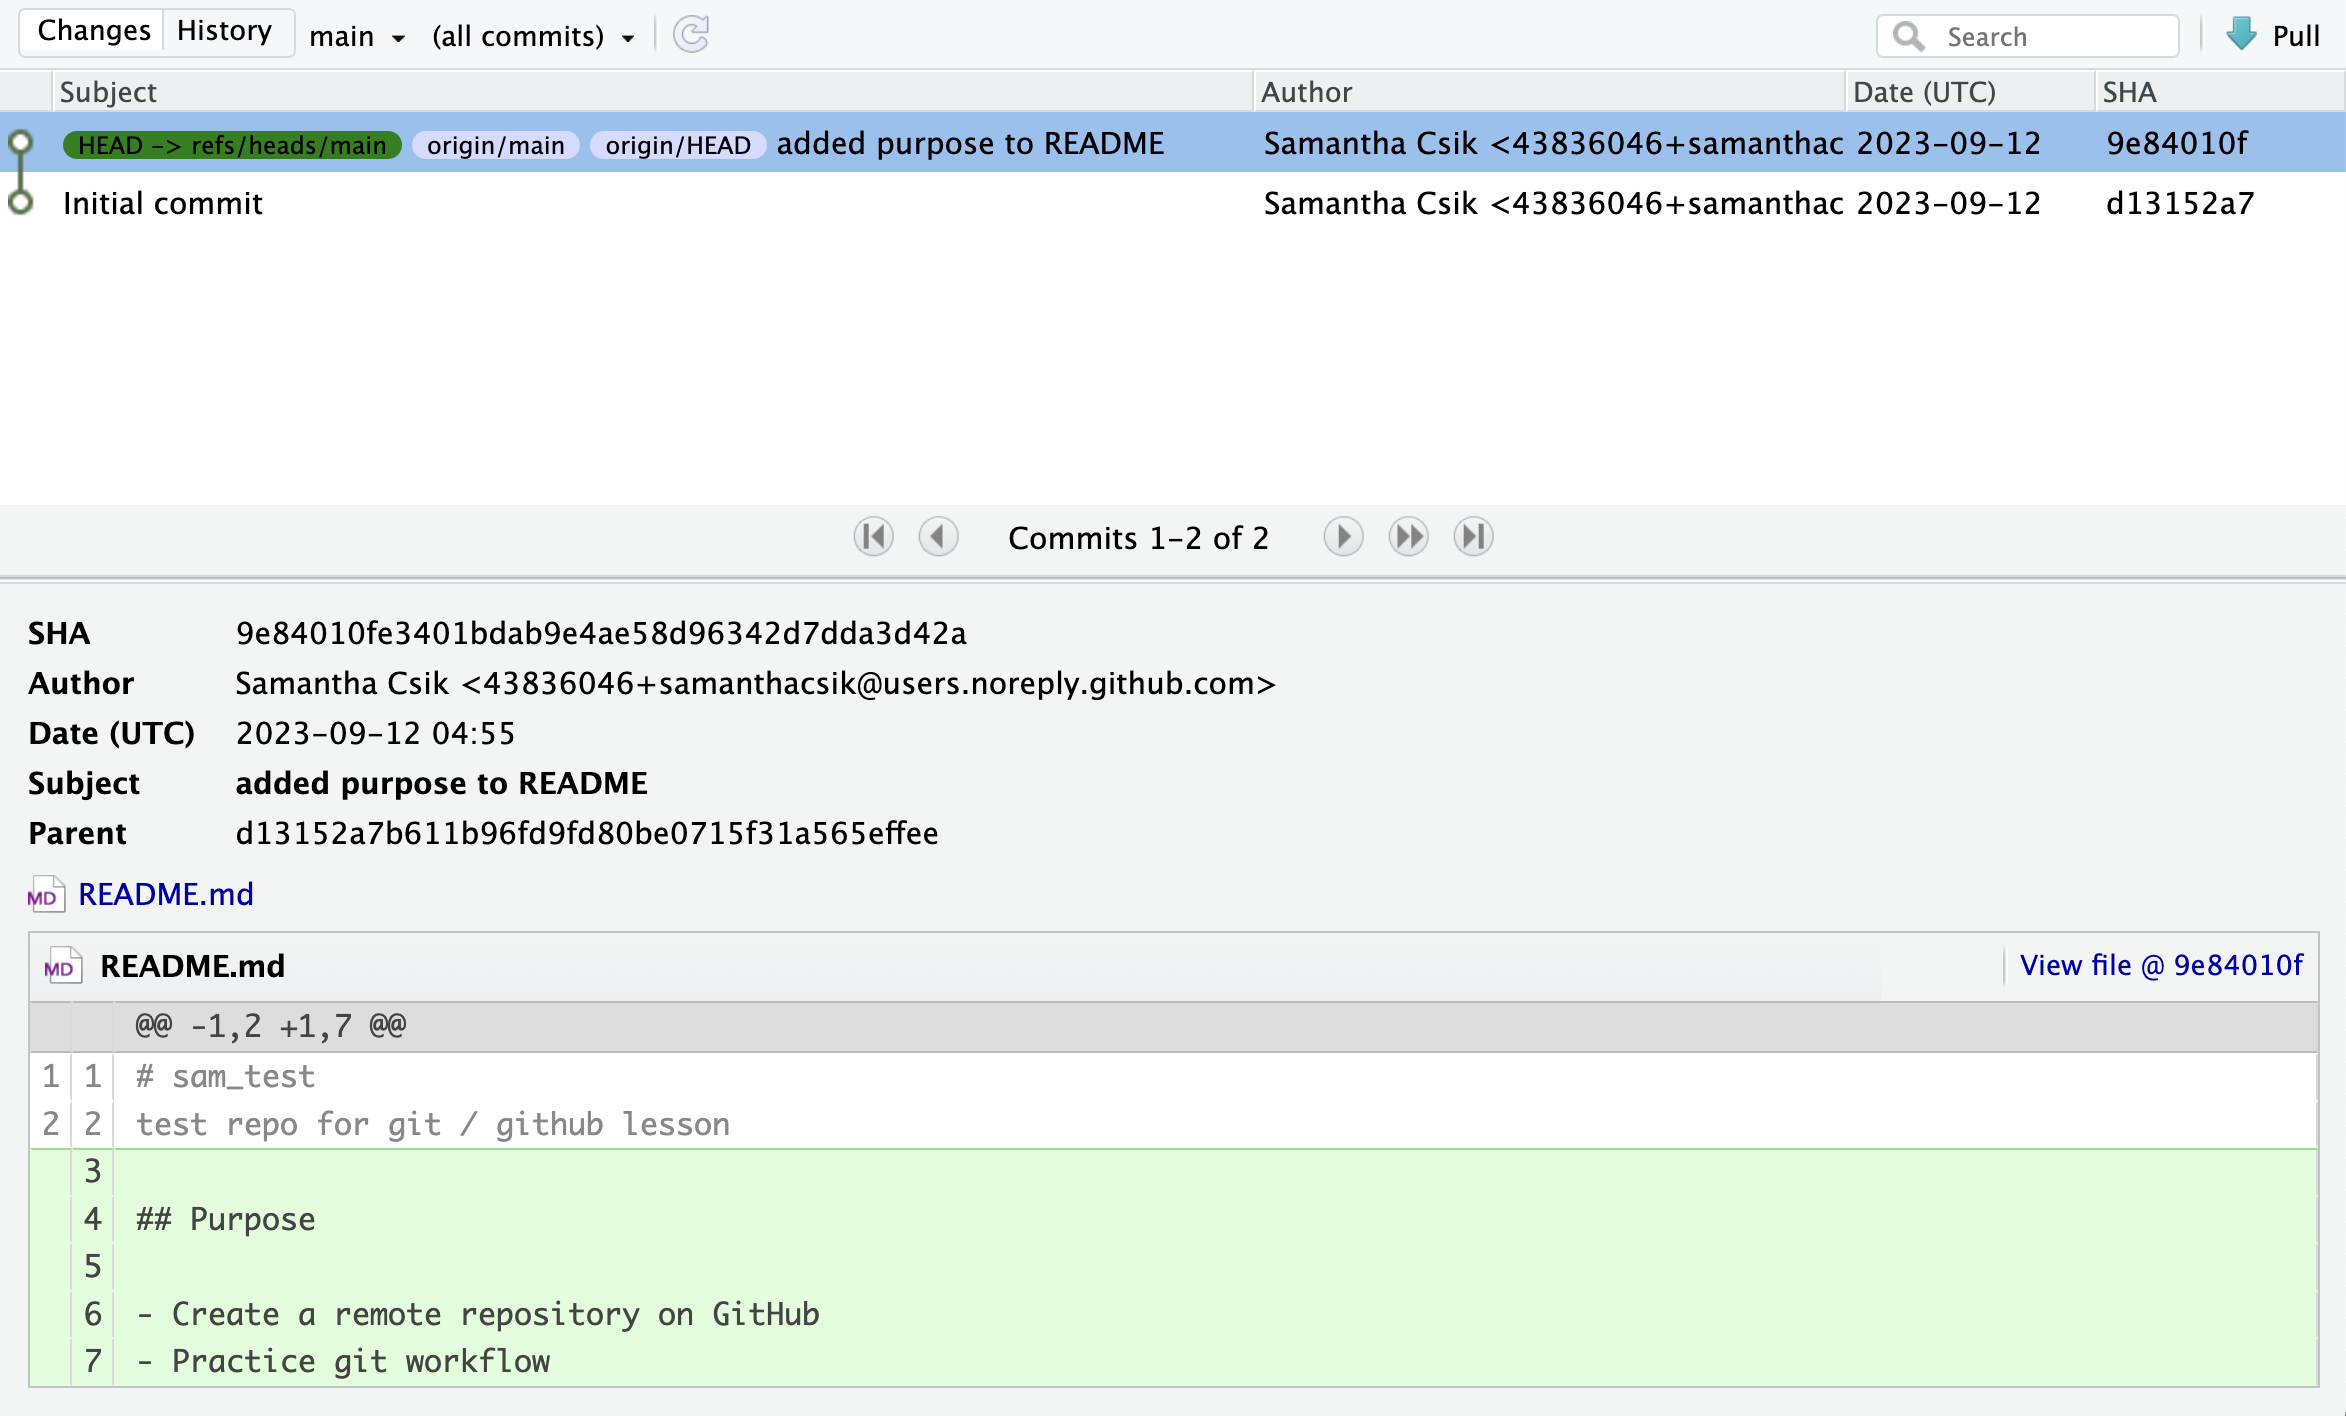 Changes History main (all commits) Search Pull
Subject Author Date (UTC) SHA
HEAD -> refs/heads/main origin/main origin/HEAD added purpose to README Samantha Csik <43836046+samanthac 2023-09-12 9e84010f
Initial commit Samantha Csik <43836046+samanthac 2023-09-12 d13152a7
Commits 1-2 of 2
SHA 9e84010fe3401bdab9e4ae58d96342d7dda3d42a
Author Samantha Csik <43836046+samanthacsik@users.noreply.github.com>
Date (UTC) 2023-09-12 04:55
Subject added purpose to README
Parent d13152a7b611b96fd9fd80be0715f31a565effee
MD README.md
MD README.md View file @ 9e84010f
@@ -1,2 +1,7 @@
1 1 # sam_test
2 2 test repo for git / github lesson
3
4 ## Purpose
5
6 - Create a remote repository on GitHub
7 - Practice git workflow